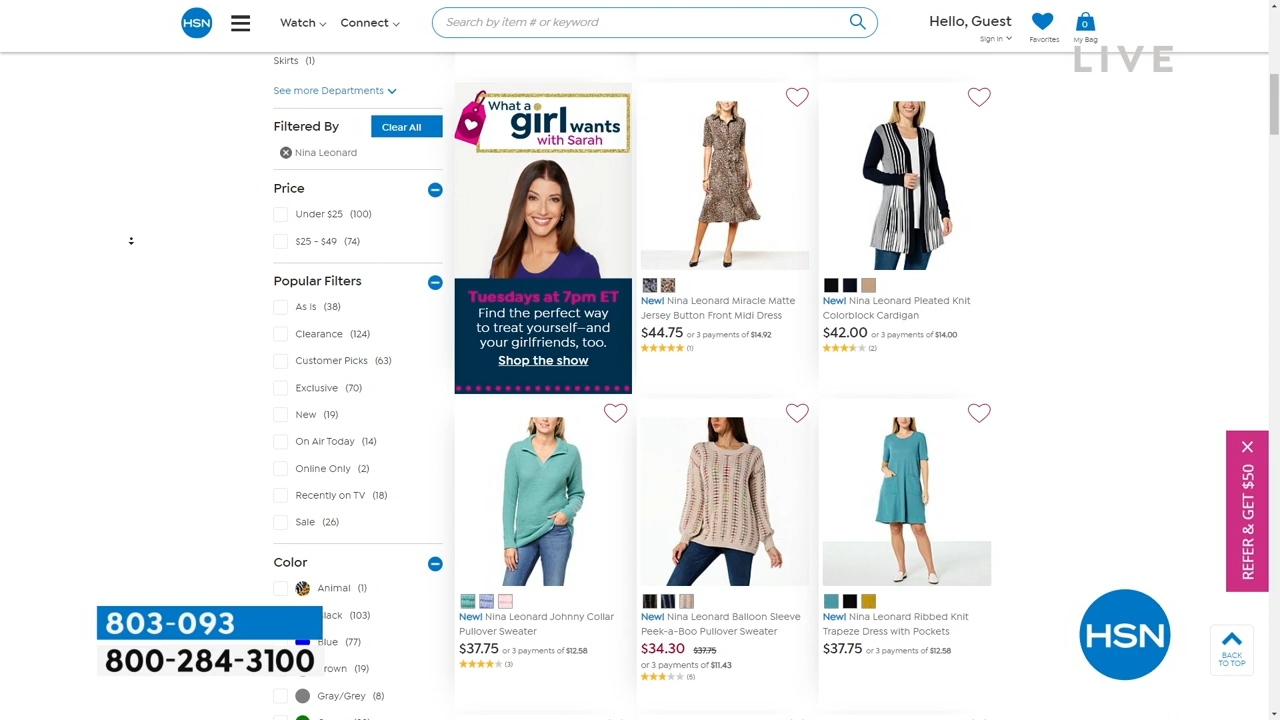 HSN
Watch
Connect
Search by item # or keyword
Hello, Guest
Sign In
Favorites
0
My Bag
LIVE
Skirts (1)
See more Departments
Filtered By
Clear All
Nina Leonard
Price
Under $25 (100)
$25 - $49 (74)
Popular Filters
As Is (38)
Clearance (124)
Customer Picks (63)
Exclusive (70)
New (19)
On Air Today (14)
Online Only (2)
Recently on TV (18)
Sale (26)
Color
Animal (1)
lack (103)
Blue (77)
rown (19)
Gray/Grey (8)
What a
girl wants
with Sarah
Tuesdays at 7pm ET
Find the perfect way
to treat yourself—and
your girlfriends, too.
Shop the show
New! Nina Leonard Miracle Matte
Jersey Button Front Midi Dress
$44.75 or 3 payments of $14.92
(1)
New! Nina Leonard Pleated Knit
Colorblock Cardigan
$42.00 or 3 payments of $14.00
(2)
New! Nina Leonard Johnny Collar
Pullover Sweater
$37.75 or 3 payments of $12.58
(3)
New! Nina Leonard Balloon Sleeve
Peek-a-Boo Pullover Sweater
$34.30 $37.75
or 3 payments of $11.43
(5)
New! Nina Leonard Ribbed Knit
Trapeze Dress with Pockets
$37.75 or 3 payments of $12.58
REFER & GET $50
803-093
800-284-3100
HSN
BACK
TO TOP